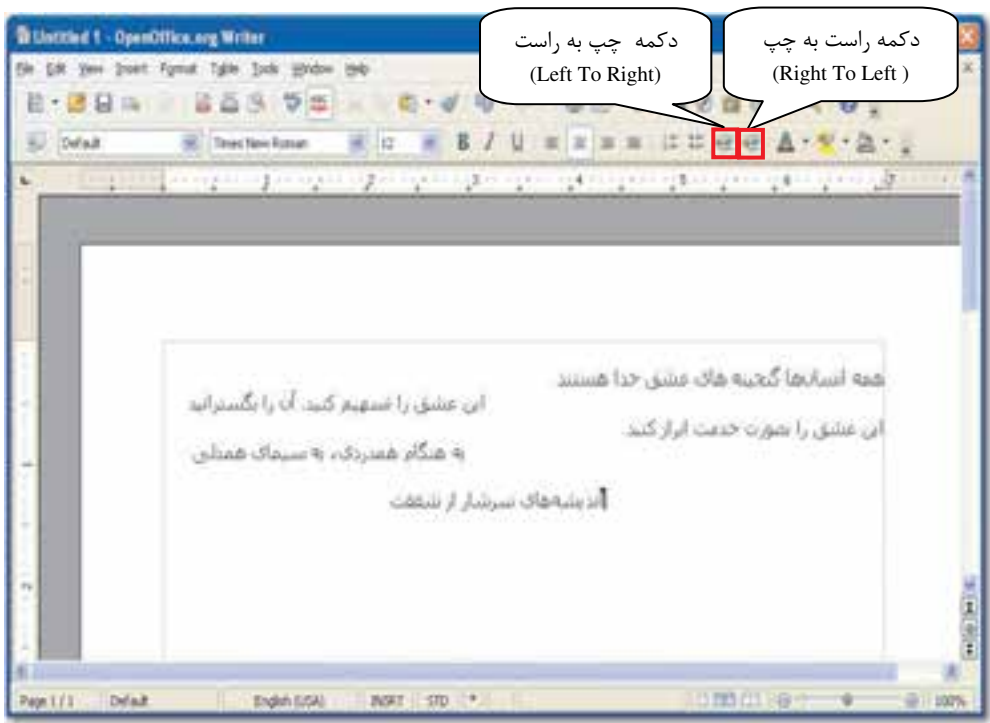 Untitled 1 - OpenOffice.org Writer
File Edit View Insert Format Table Tools Window Help
دکمه چپ به راست
(Left To Right)
دکمه راست به چپ
(Right To Left )
Default Times New Roman 12 B I U A
همه انسانها گنجینه های عشق خدا هستند
این عشق را تسهیم کنید. آن را بگسترانید
این عشق را بصورت خدمت ابراز کنید.
به هنگام همدردی، به سیمای همدلی
اندیشه‌های سرشار از شفقت
Page 1 / 1 Default English (USA) INSRT STD * 100%